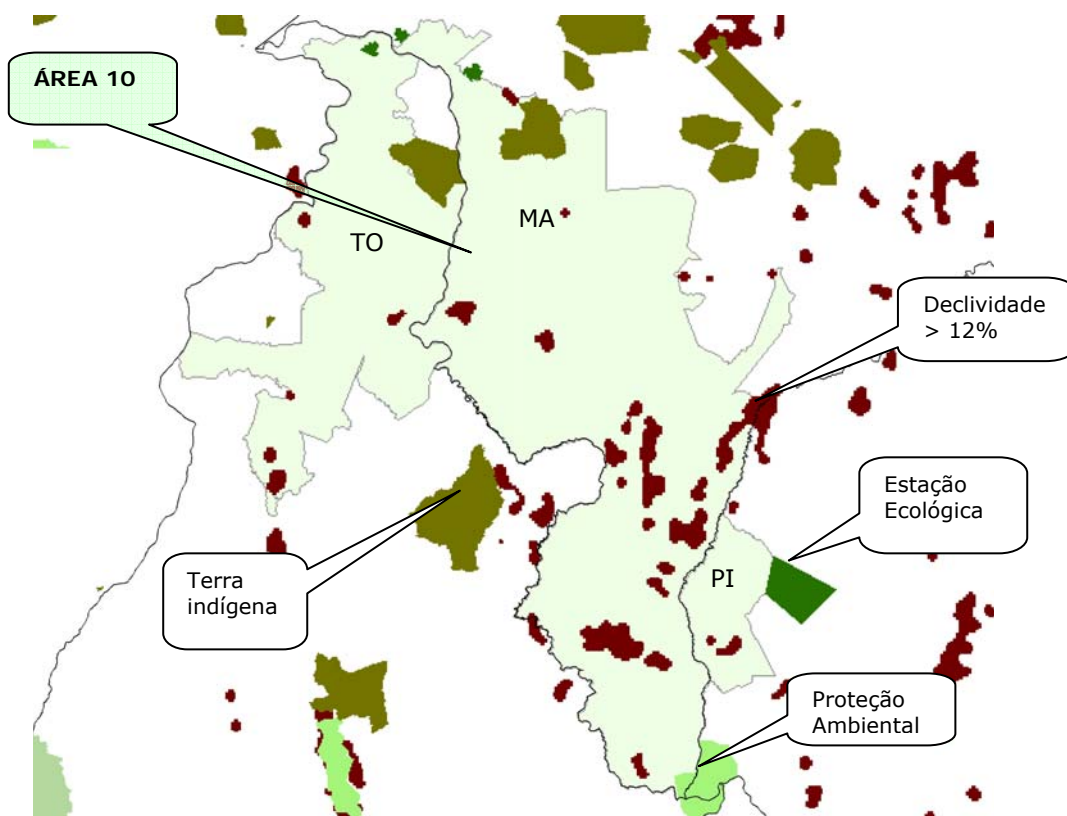 ÁREA 10
MA
TO
Declividade
> 12%
Estação
Ecológica
Terra
indígena
PI
Proteção
Ambiental